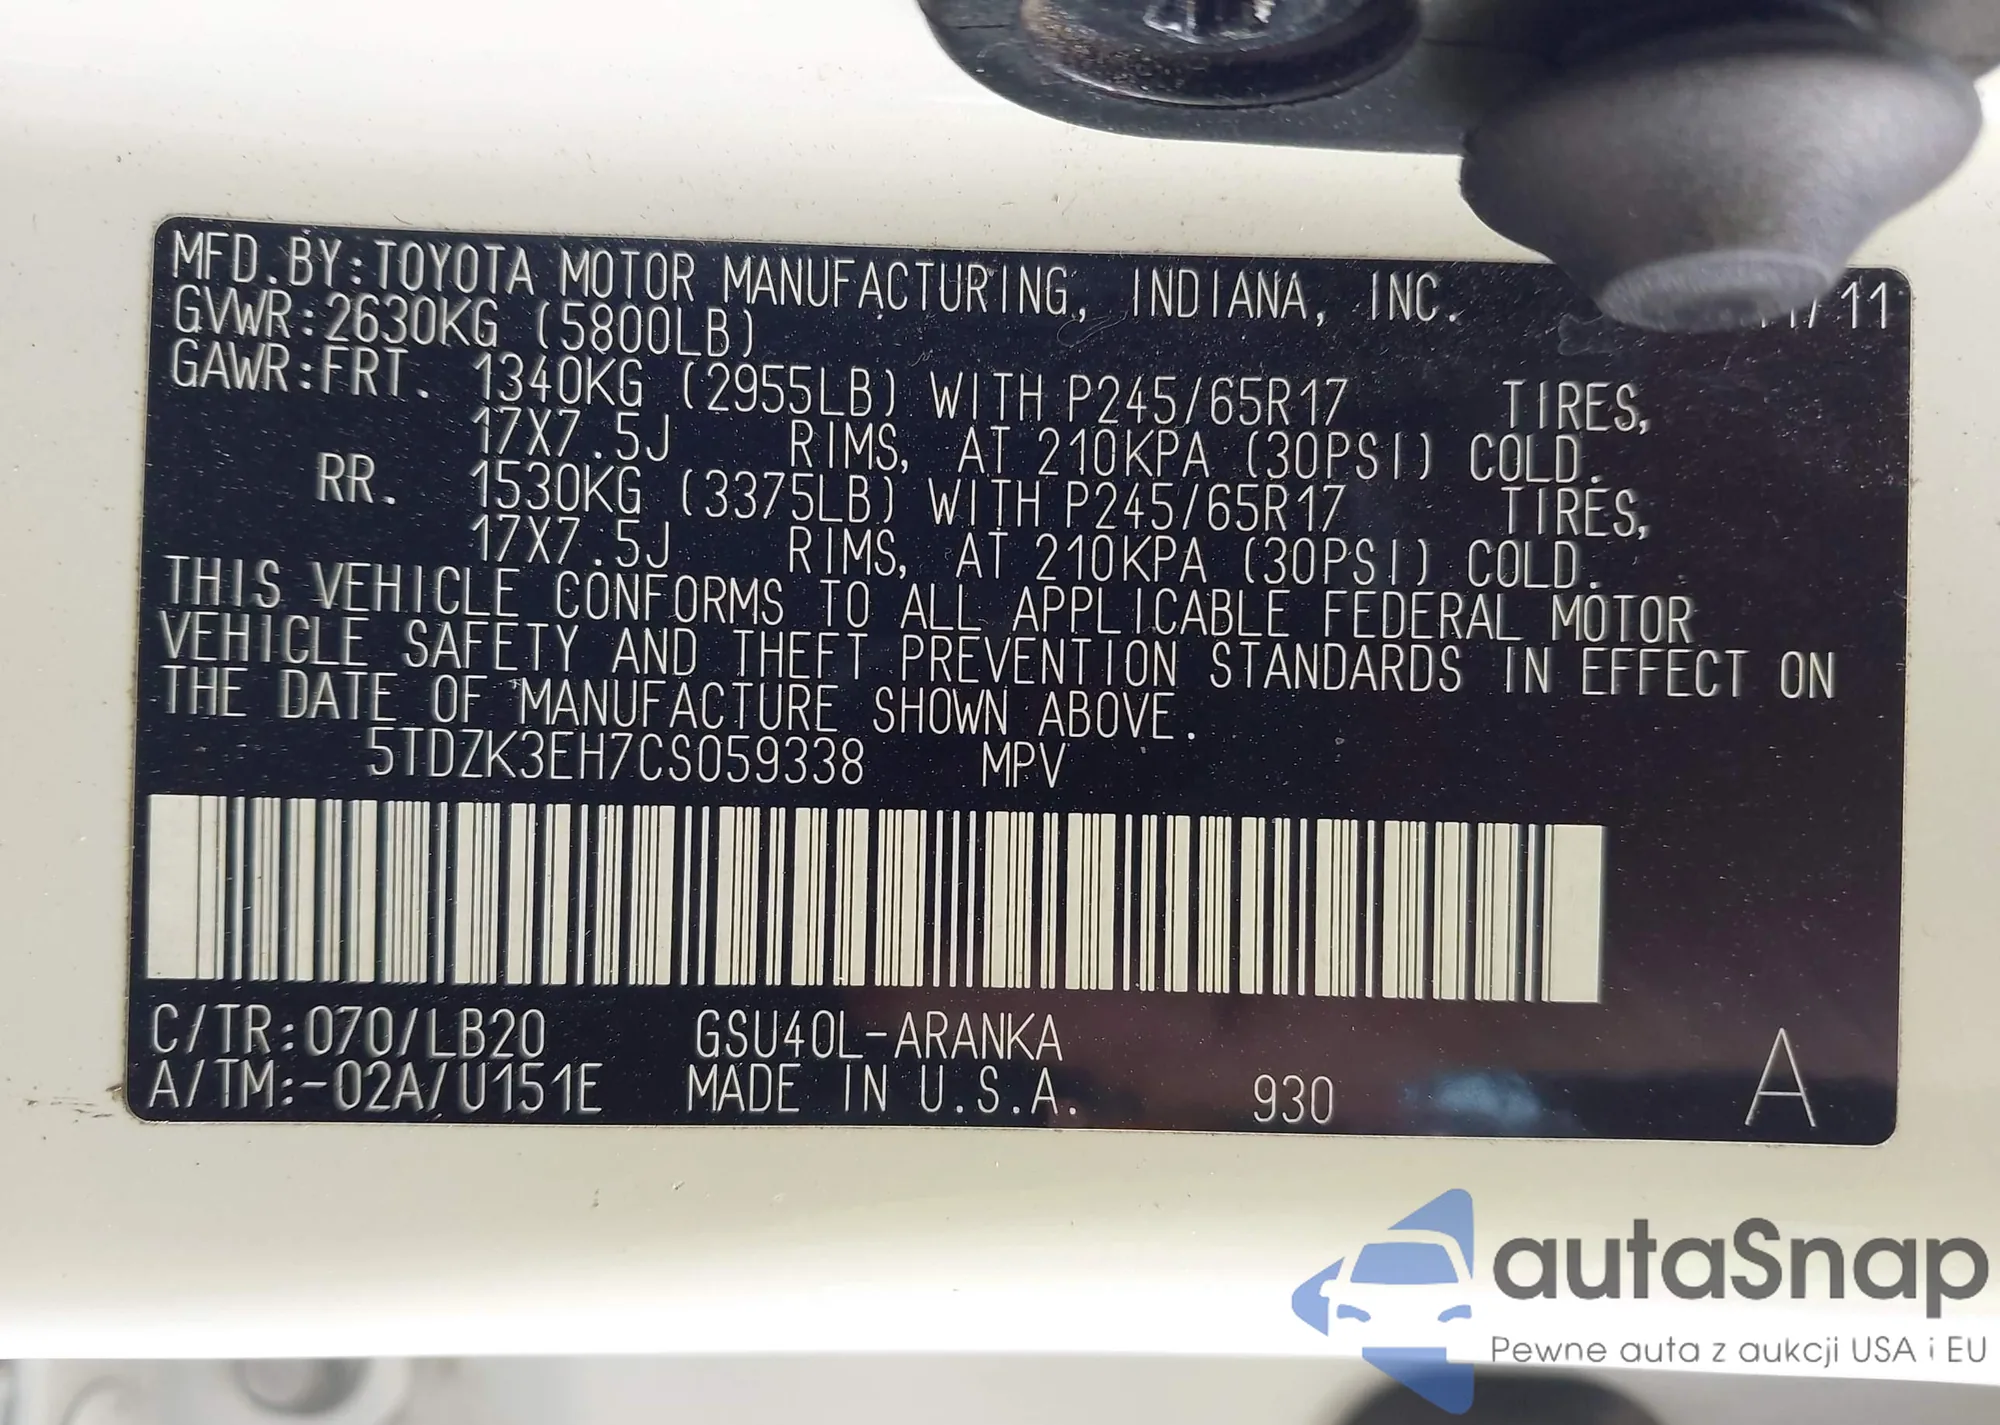 MFD.BY:TOYOTA MOTOR MANUFACTURING, INDIANA, INC. /11
GVWR:2630KG (5800LB)
GAWR:FRT. 1340KG (2955LB) WITH P245/65R17 TIRES,
17X7.5J RIMS, AT 210KPA (30PSI) COLD.
RR. 1530KG (3375LB) WITH P245/65R17 TIRES,
17X7.5J RIMS, AT 210KPA (30PSI) COLD.
THIS VEHICLE CONFORMS TO ALL APPLICABLE FEDERAL MOTOR
VEHICLE SAFETY AND THEFT PREVENTION STANDARDS IN EFFECT ON
THE DATE OF MANUFACTURE SHOWN ABOVE.
5TDZK3EH7CS059338 MPV
C/TR:070/LB20 GSU40L-ARANKA
A/TM:-02A/U151E MADE IN U.S.A. 930 A
autaSnap
Pewne auta z aukcji USA i EU